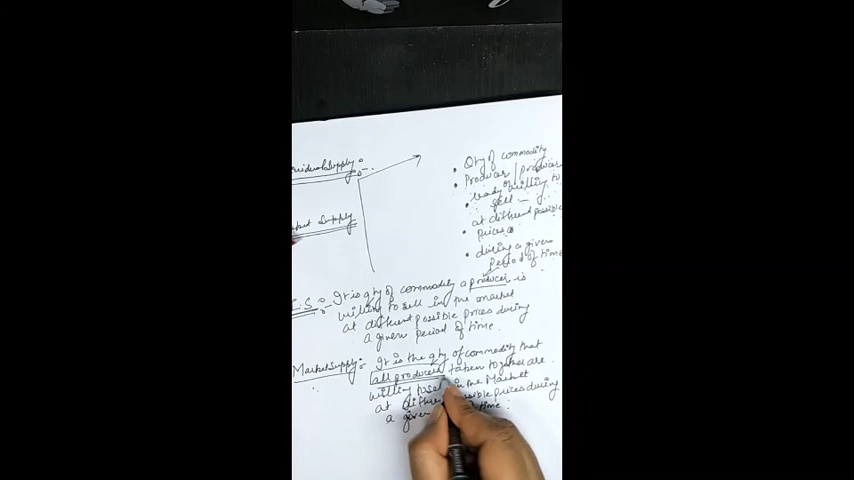 Individual Supply :-
Market Supply
• Qty of commodity
• Producer / producers
• ready or willing to
sell
at different possible
• prices
• during a given
period of time
I.S :- It is qty of commodity a producer is
willing to sell in the market
at different possible prices during
a given period of time.
Market Supply :- It is the qty of commodity that
all producers taken together are
willing to sell in the Market
at possible prices during
a given time.